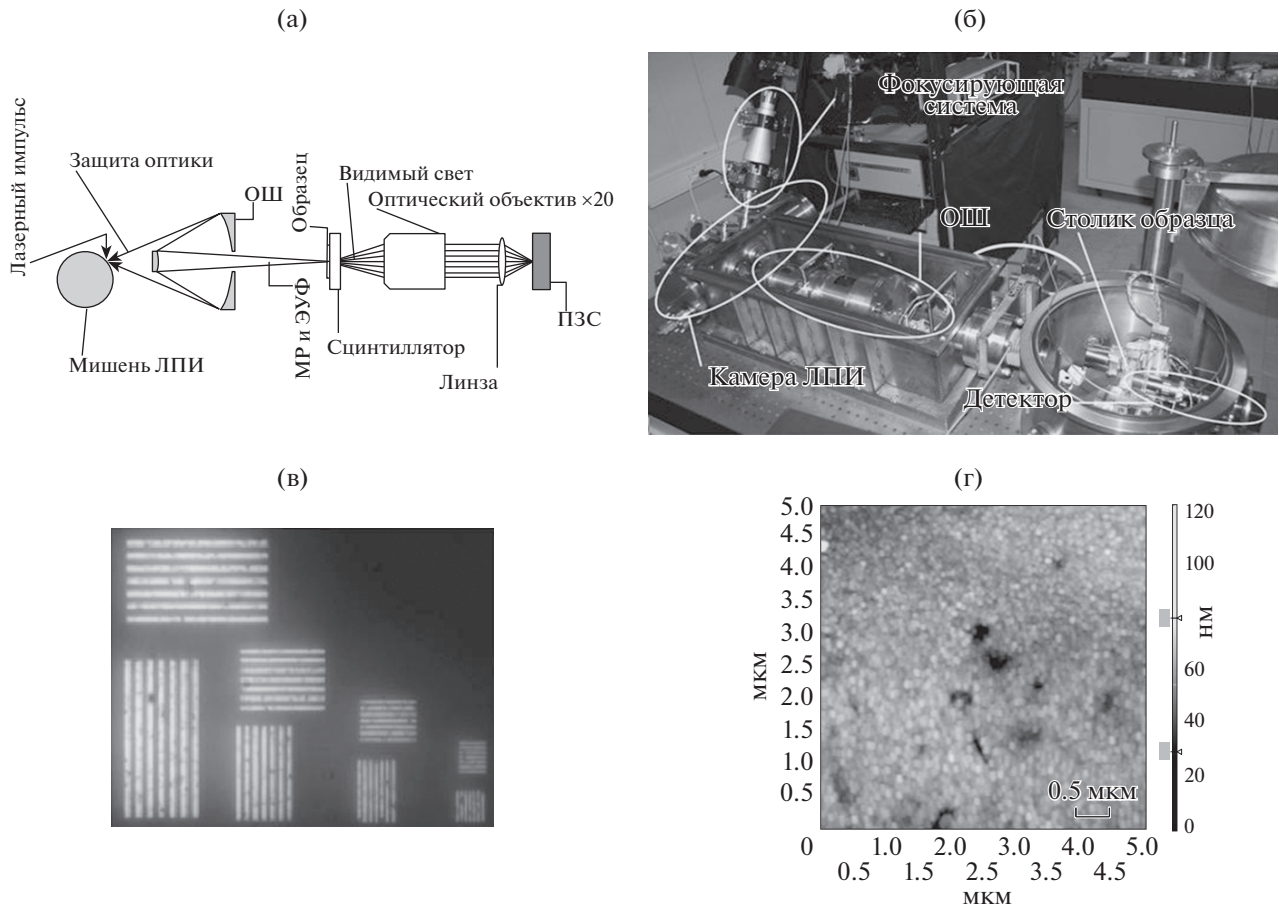 (а)
Лазерный импульс
Защита оптики
ОШ
Образец
Видимый свет
Оптический объектив ×20
Мишень ЛПИ
МР и ЭУФ
Сцинтиллятор
Линза
ПЗС
(б)
Фокусирующая
система
ОШ
Столик образца
Камера ЛПИ
Детектор
(в)
(г)
5.0
4.5
4.0
3.5
3.0
2.5
2.0
1.5
1.0
0.5
мкм
0.5 мкм
120
100
60
40
20
0
нм
0 1.0 2.0 3.0 4.0 5.0
0.5 1.5 2.5 3.5 4.5
мкм